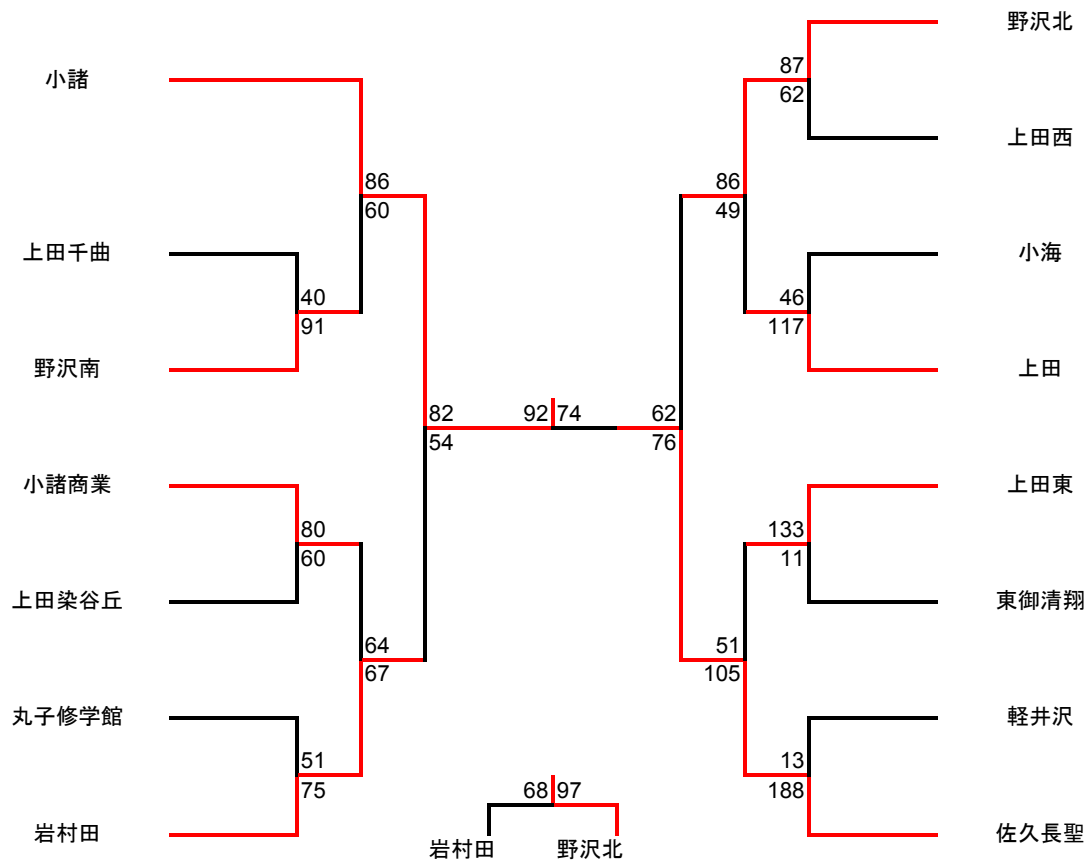 野沢北
小諸
87
62
上田西
86
60
86
49
上田千曲
小海
40
91
46
117
野沢南
上田
82
54
92 74
62
76
小諸商業
上田東
80
60
133
11
上田染谷丘
東御清翔
64
67
51
105
丸子修学館
軽井沢
51
75
13
188
68 97
岩村田
岩村田
野沢北
佐久長聖